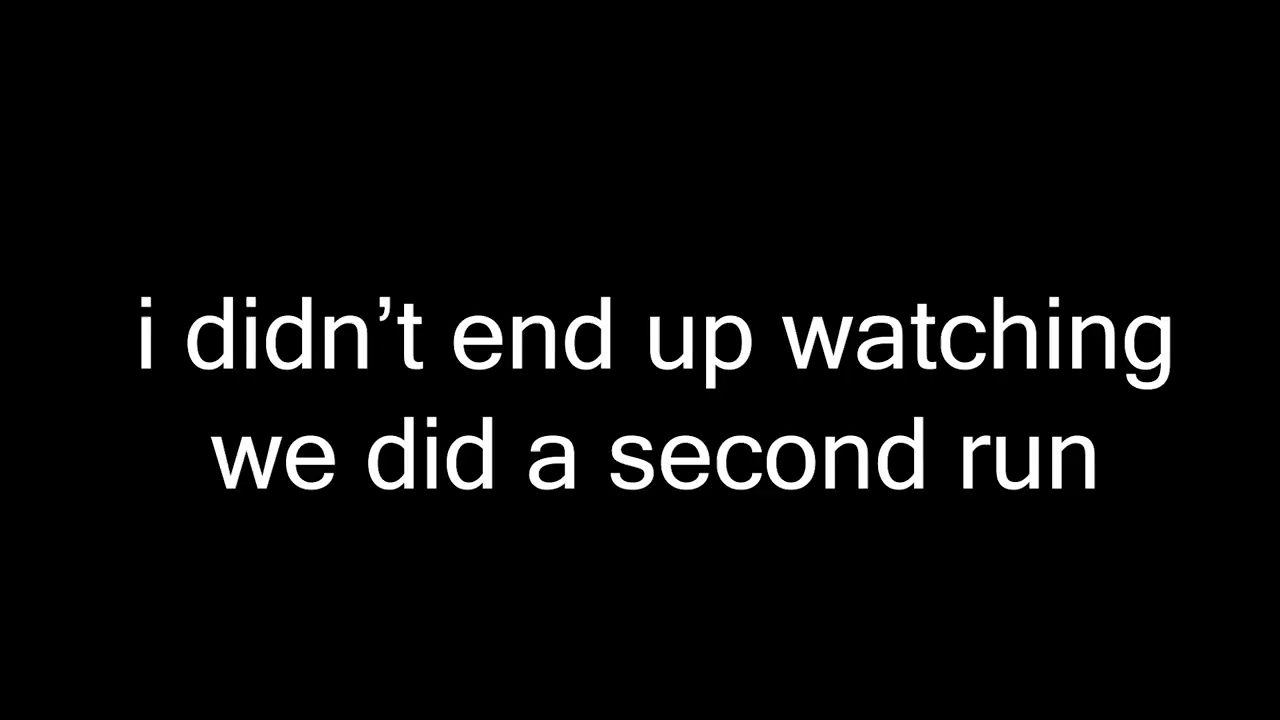 i didn’t end up watching
we did a second run